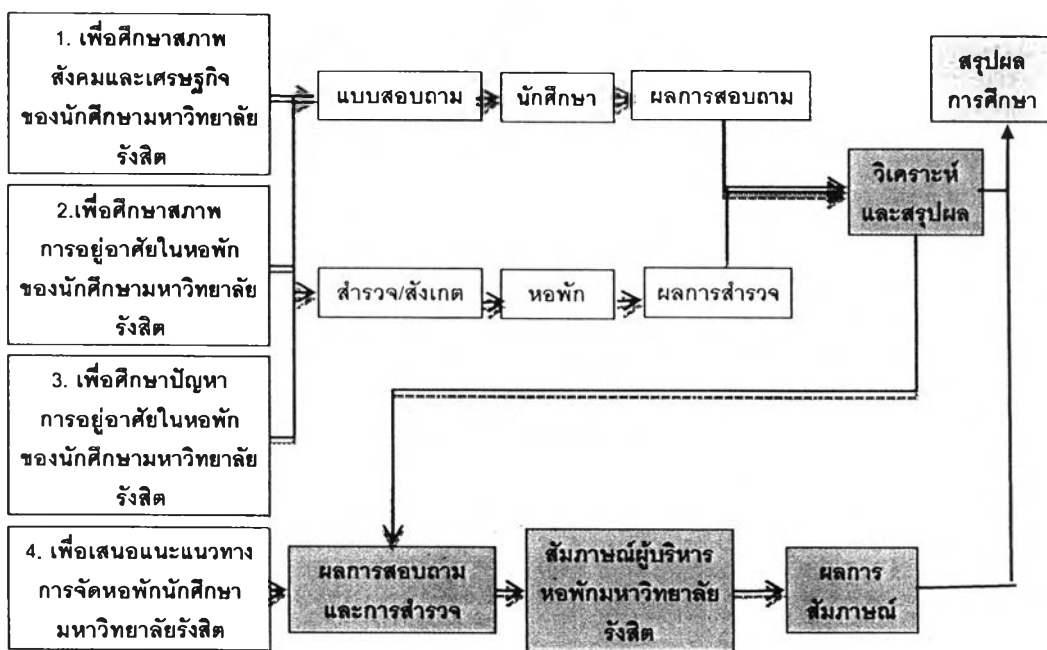 1. เพื่อศึกษาสภาพ
สังคมและเศรษฐกิจ
ของนักศึกษามหาวิทยาลัย
รังสิต
แบบสอบถาม
นักศึกษา
ผลการสอบถาม
สรุปผล
การศึกษา
วิเคราะห์
และสรุปผล
2.เพื่อศึกษาสภาพ
การอยู่อาศัยในหอพัก
ของนักศึกษามหาวิทยาลัย
รังสิต
สำรวจ/สังเกต
หอพัก
ผลการสำรวจ
3. เพื่อศึกษาปัญหา
การอยู่อาศัยในหอพัก
ของนักศึกษามหาวิทยาลัย
รังสิต
4. เพื่อเสนอแนะแนวทาง
การจัดหอพักนักศึกษา
มหาวิทยาลัยรังสิต
ผลการสอบถาม
และการสำรวจ
สัมภาษณ์ผู้บริหาร
หอพักมหาวิทยาลัย
รังสิต
ผลการ
สัมภาษณ์